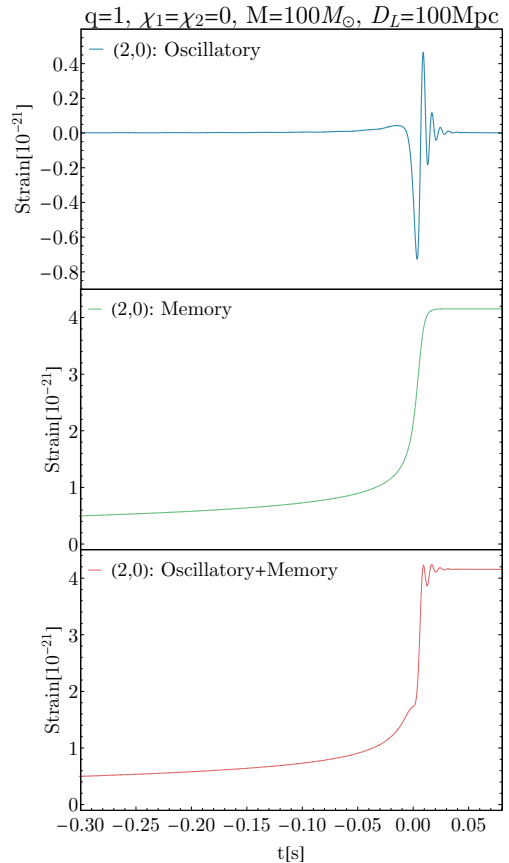 q=1, χ₁=χ₂=0, M=100M☉, D_L=100Mpc
(2,0): Oscillatory
Strain[10⁻²¹]
0.4
0.2
0.0
−0.2
−0.4
−0.6
−0.8
(2,0): Memory
Strain[10⁻²¹]
4
3
2
1
0
(2,0): Oscillatory+Memory
Strain[10⁻²¹]
4
3
2
1
0
−0.30 −0.25 −0.20 −0.15 −0.10 −0.05 0.00 0.05
t[s]